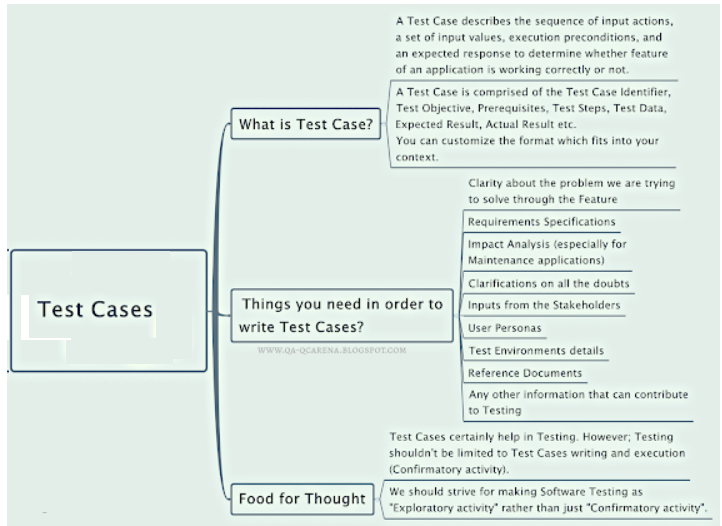 A Test Case describes the sequence of input actions,
a set of input values, execution preconditions, and
an expected response to determine whether feature
of an application is working correctly or not.
A Test Case is comprised of the Test Case Identifier,
Test Objective, Prerequisites, Test Steps, Test Data,
Expected Result, Actual Result etc.
You can customize the format which fits into your
context.
What is Test Case?
Clarity about the problem we are trying
to solve through the Feature
Requirements Specifications
Impact Analysis (especially for
Maintenance applications)
Clarifications on all the doubts
Inputs from the Stakeholders
User Personas
Test Environments details
Reference Documents
Any other information that can contribute
to Testing
Things you need in order to
write Test Cases?
WWW.QA-QCARENA.BLOGSPOT.COM
Test Cases
Test Cases certainly help in Testing. However; Testing
shouldn't be limited to Test Cases writing and execution
(Confirmatory activity).
We should strive for making Software Testing as
"Exploratory activity" rather than just "Confirmatory activity".
Food for Thought